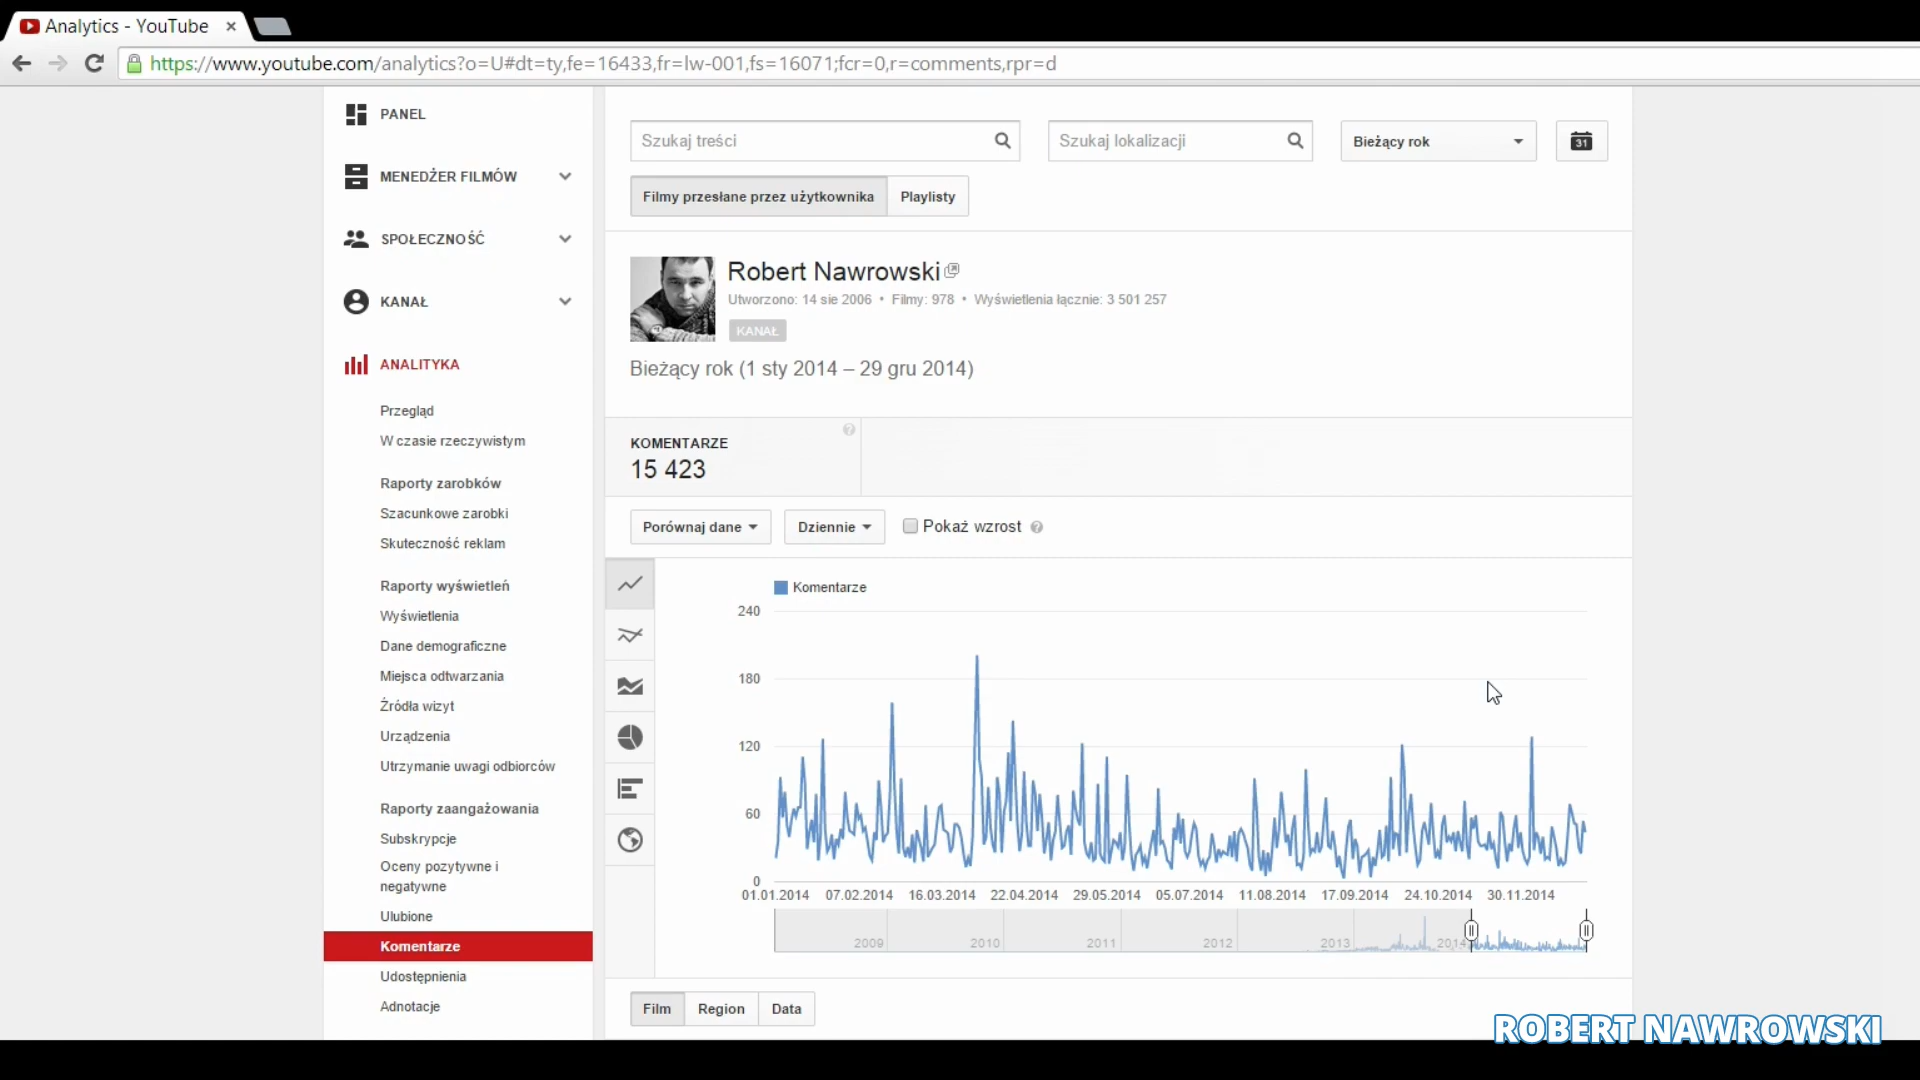 Analytics - YouTube
https://www.youtube.com/analytics?o=U#dt=ty,fe=16433,fr=lw-001,fs=16071;fcr=0,r=comments,rpr=d
PANEL
MENEDŻER FILMÓW
SPOŁECZNOŚĆ
KANAŁ
ANALITYKA
Przegląd
W czasie rzeczywistym
Raporty zarobków
Szacunkowe zarobki
Skuteczność reklam
Raporty wyświetleń
Wyświetlenia
Dane demograficzne
Miejsca odtwarzania
Źródła wizyt
Urządzenia
Utrzymanie uwagi odbiorców
Raporty zaangażowania
Subskrypcje
Oceny pozytywne i
negatywne
Ulubione
Komentarze
Udostępnienia
Adnotacje
Szukaj treści
Szukaj lokalizacji
Bieżący rok
31
Filmy przesłane przez użytkownika
Playlisty
Robert Nawrowski
Utworzono: 14 sie 2006 • Filmy: 978 • Wyświetlenia łącznie: 3 501 257
KANAŁ
Bieżący rok (1 sty 2014 – 29 gru 2014)
KOMENTARZE
?
15 423
Porównaj dane
Dziennie
Pokaż wzrost
?
Komentarze
240
180
120
60
0
01.01.2014 07.02.2014 16.03.2014 22.04.2014 29.05.2014 05.07.2014 11.08.2014 17.09.2014 24.10.2014 30.11.2014
2009 2010 2011 2012 2013 2014
Film
Region
Data
ROBERT NAWROWSKI